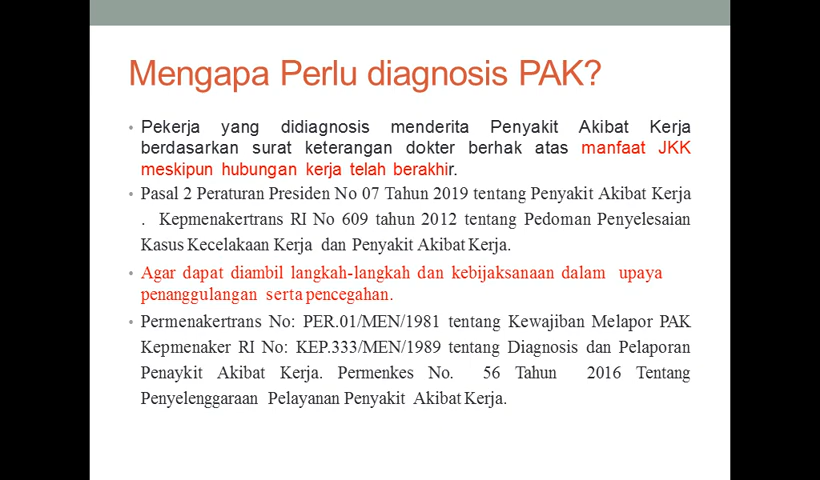 Mengapa Perlu diagnosis PAK?
• Pekerja yang didiagnosis menderita Penyakit Akibat Kerja
berdasarkan surat keterangan dokter berhak atas manfaat JKK
meskipun hubungan kerja telah berakhir.
• Pasal 2 Peraturan Presiden No 07 Tahun 2019 tentang Penyakit Akibat Kerja
. Kepmenakertrans RI No 609 tahun 2012 tentang Pedoman Penyelesaian
Kasus Kecelakaan Kerja dan Penyakit Akibat Kerja.
• Agar dapat diambil langkah-langkah dan kebijaksanaan dalam upaya
penanggulangan serta pencegahan.
• Permenakertrans No: PER.01/MEN/1981 tentang Kewajiban Melapor PAK
Kepmenaker RI No: KEP.333/MEN/1989 tentang Diagnosis dan Pelaporan
Penaykit Akibat Kerja. Permenkes No. 56 Tahun 2016 Tentang
Penyelenggaraan Pelayanan Penyakit Akibat Kerja.